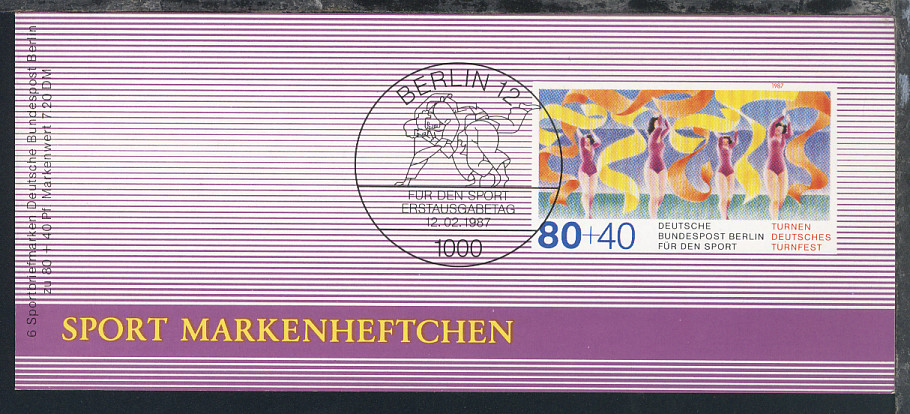 6 Sportbriefmarken Deutsche Bundespost Berlin
zu 80 + 40 Pf Markenwert 7.20 DM
BERLIN 12
FÜR DEN SPORT
ERSTAUSGABETAG
12.02.1987
1000
1987
80+40
DEUTSCHE
BUNDESPOST BERLIN
FÜR DEN SPORT
TURNEN
DEUTSCHES
TURNFEST
SPORT MARKENHEFTCHEN